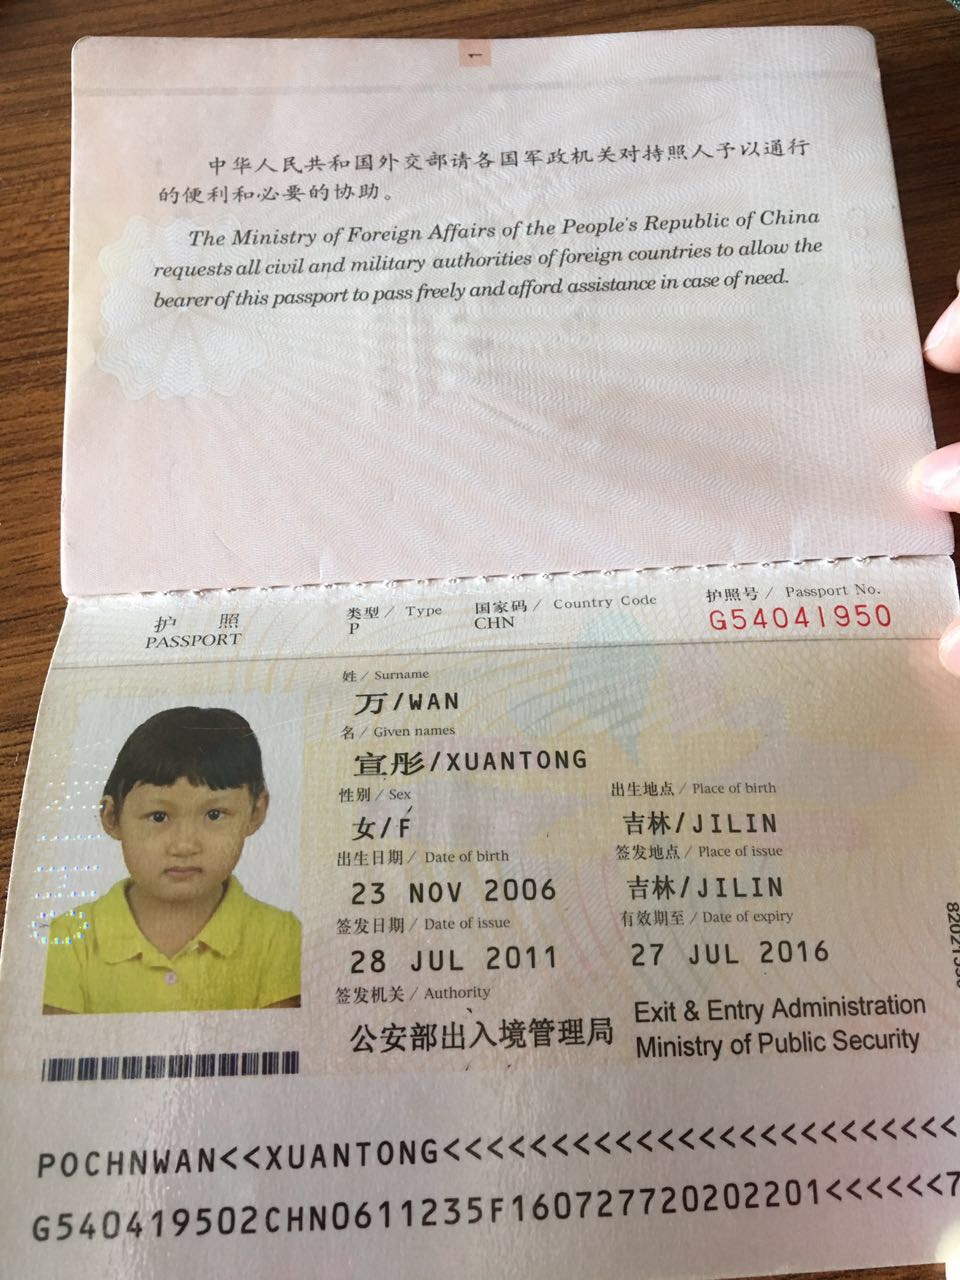 1
中华人民共和国外交部请各国军政机关对持照人予以通行
的便利和必要的协助。
The Ministry of Foreign Affairs of the People's Republic of China
requests all civil and military authorities of foreign countries to allow the
bearer of this passport to pass freely and afford assistance in case of need.
护 照
PASSPORT
类型 / Type
P
国家码 / Country Code
CHN
护照号 / Passport No.
G54041950
姓 / Surname
万/WAN
名 / Given names
宣彤/XUANTONG
性别 / Sex
女/F
出生地点 / Place of birth
吉林/JILIN
出生日期 / Date of birth
23 NOV 2006
签发地点 / Place of issue
吉林/JILIN
签发日期 / Date of issue
28 JUL 2011
有效期至 / Date of expiry
27 JUL 2016
签发机关 / Authority
公安部出入境管理局
Exit & Entry Administration
Ministry of Public Security
POCHNWAN<<XUANTONG<<<<<<<<<<<<<<<<<<<<<<<<<<
G540419502CHN0611235F160727720202201<<<<<<7